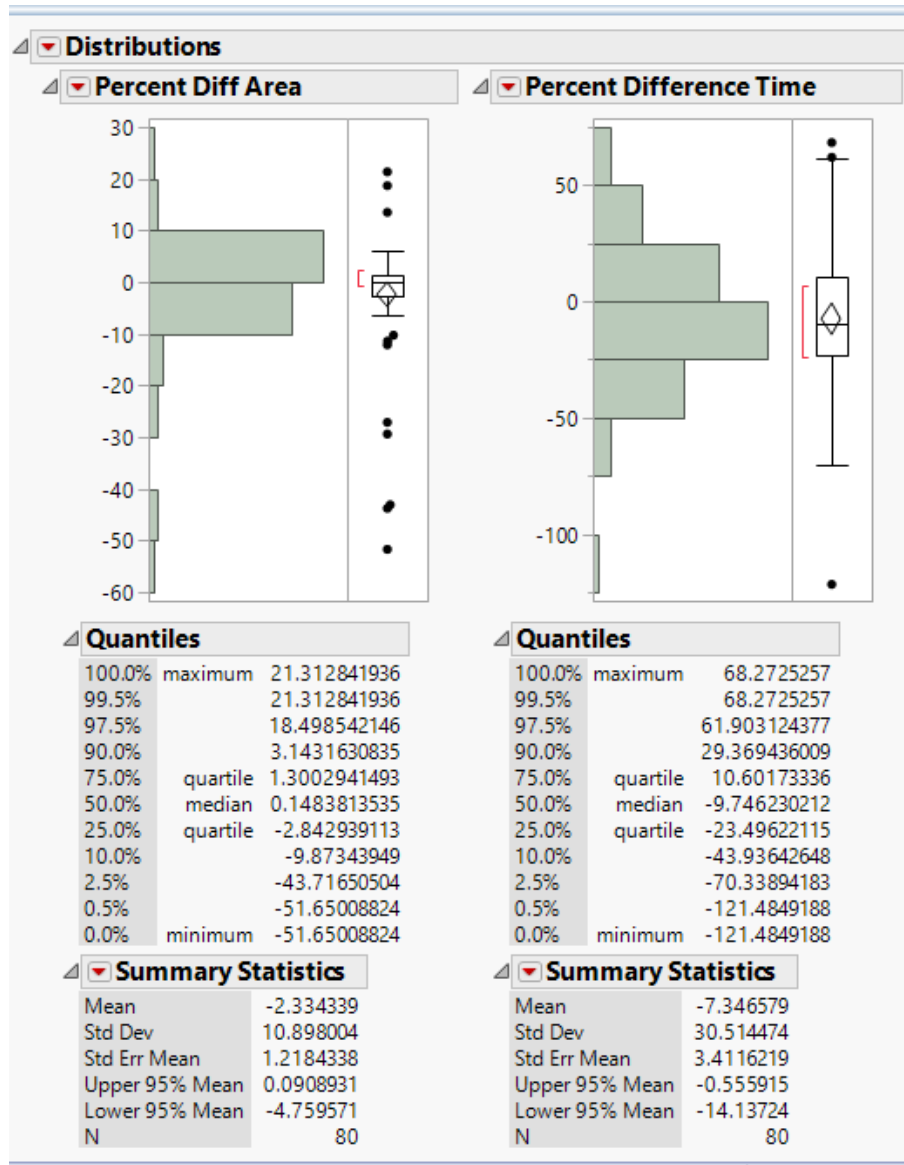 Distributions
Percent Diff Area
30
20
10
0
-10
-20
-30
-40
-50
-60
Quantiles
100.0% maximum 21.312841936
99.5% 21.312841936
97.5% 18.498542146
90.0% 3.1431630835
75.0% quartile 1.3002941493
50.0% median 0.1483813535
25.0% quartile -2.842939113
10.0% -9.87343949
2.5% -43.71650504
0.5% -51.65008824
0.0% minimum -51.65008824
Summary Statistics
Mean -2.334339
Std Dev 10.898004
Std Err Mean 1.2184338
Upper 95% Mean 0.0908931
Lower 95% Mean -4.759571
N 80
Percent Difference Time
50
0
-50
-100
Quantiles
100.0% maximum 68.2725257
99.5% 68.2725257
97.5% 61.903124377
90.0% 29.369436009
75.0% quartile 10.60173336
50.0% median -9.746230212
25.0% quartile -23.49622115
10.0% -43.93642648
2.5% -70.33894183
0.5% -121.4849188
0.0% minimum -121.4849188
Summary Statistics
Mean -7.346579
Std Dev 30.514474
Std Err Mean 3.4116219
Upper 95% Mean -0.555915
Lower 95% Mean -14.13724
N 80